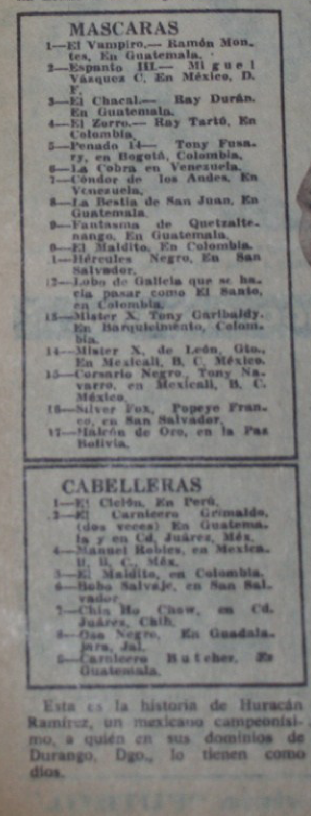 MASCARAS
1—El Vampiro.— Ramón Mon-
tes, En Guatemala.
2—Espanto III.— Miguel
Vázquez C. En México, D.
F.
3—El Chacal.— Ray Durán.
En Guatemala.
4—El Zorro.— Ray Tartú, En
Colombia.
5—Penado 14— Tony Fusa-
ry, en Bogotá, Colombia.
6—La Cobra en Venezuela.
7—Cóndor de los Andes, En
Venezuela.
8—La Bestia de San Juan, En
Guatemala.
9—Fantasma de Quetzalte-
nango, En Guatemala.
0—El Maldito, En Colombia.
1—Hércules Negro, En San
Salvador.
12—Lobo de Galicia que se ha-
cía pasar como El Santo,
en Colombia.
13—Mister X, Tony Garibaldy.
En Barquicimento, Colom-
bia.
14—Mister X, de León, Gto.,
En Mexicali, B. C. México.
15—Corsario Negro, Tony Na-
varro, en Mexicali, B. C.
México.
16—Silver Fox, Popeye Fran-
co, en San Salvador.
17—Halcón de Oro, en la Paz
Bolivia.
CABELLERAS
1—El Ciclón, En Perú.
2—El Carnicero Grimaldo,
(dos veces) En Guatema-
la y en Cd. Juárez, Méx.
4—Manuel Robles, en Mexica-
li, B. C., Méx.
5—El Maldito, en Colombia.
6—Bobo Salvaje, en San Sal-
vador.
7—Chin Ho Chow, en Cd.
Juárez, Chih.
8—Osa Negro, En Guadala-
jara, Jal.
9—Carnicero Butcher, En
Guatemala.
Esta es la historia de Huracán
Ramírez, un mexicano campeonísi-
mo, a quién en sus dominios de
Durango, Dgo., lo tienen como
dios.